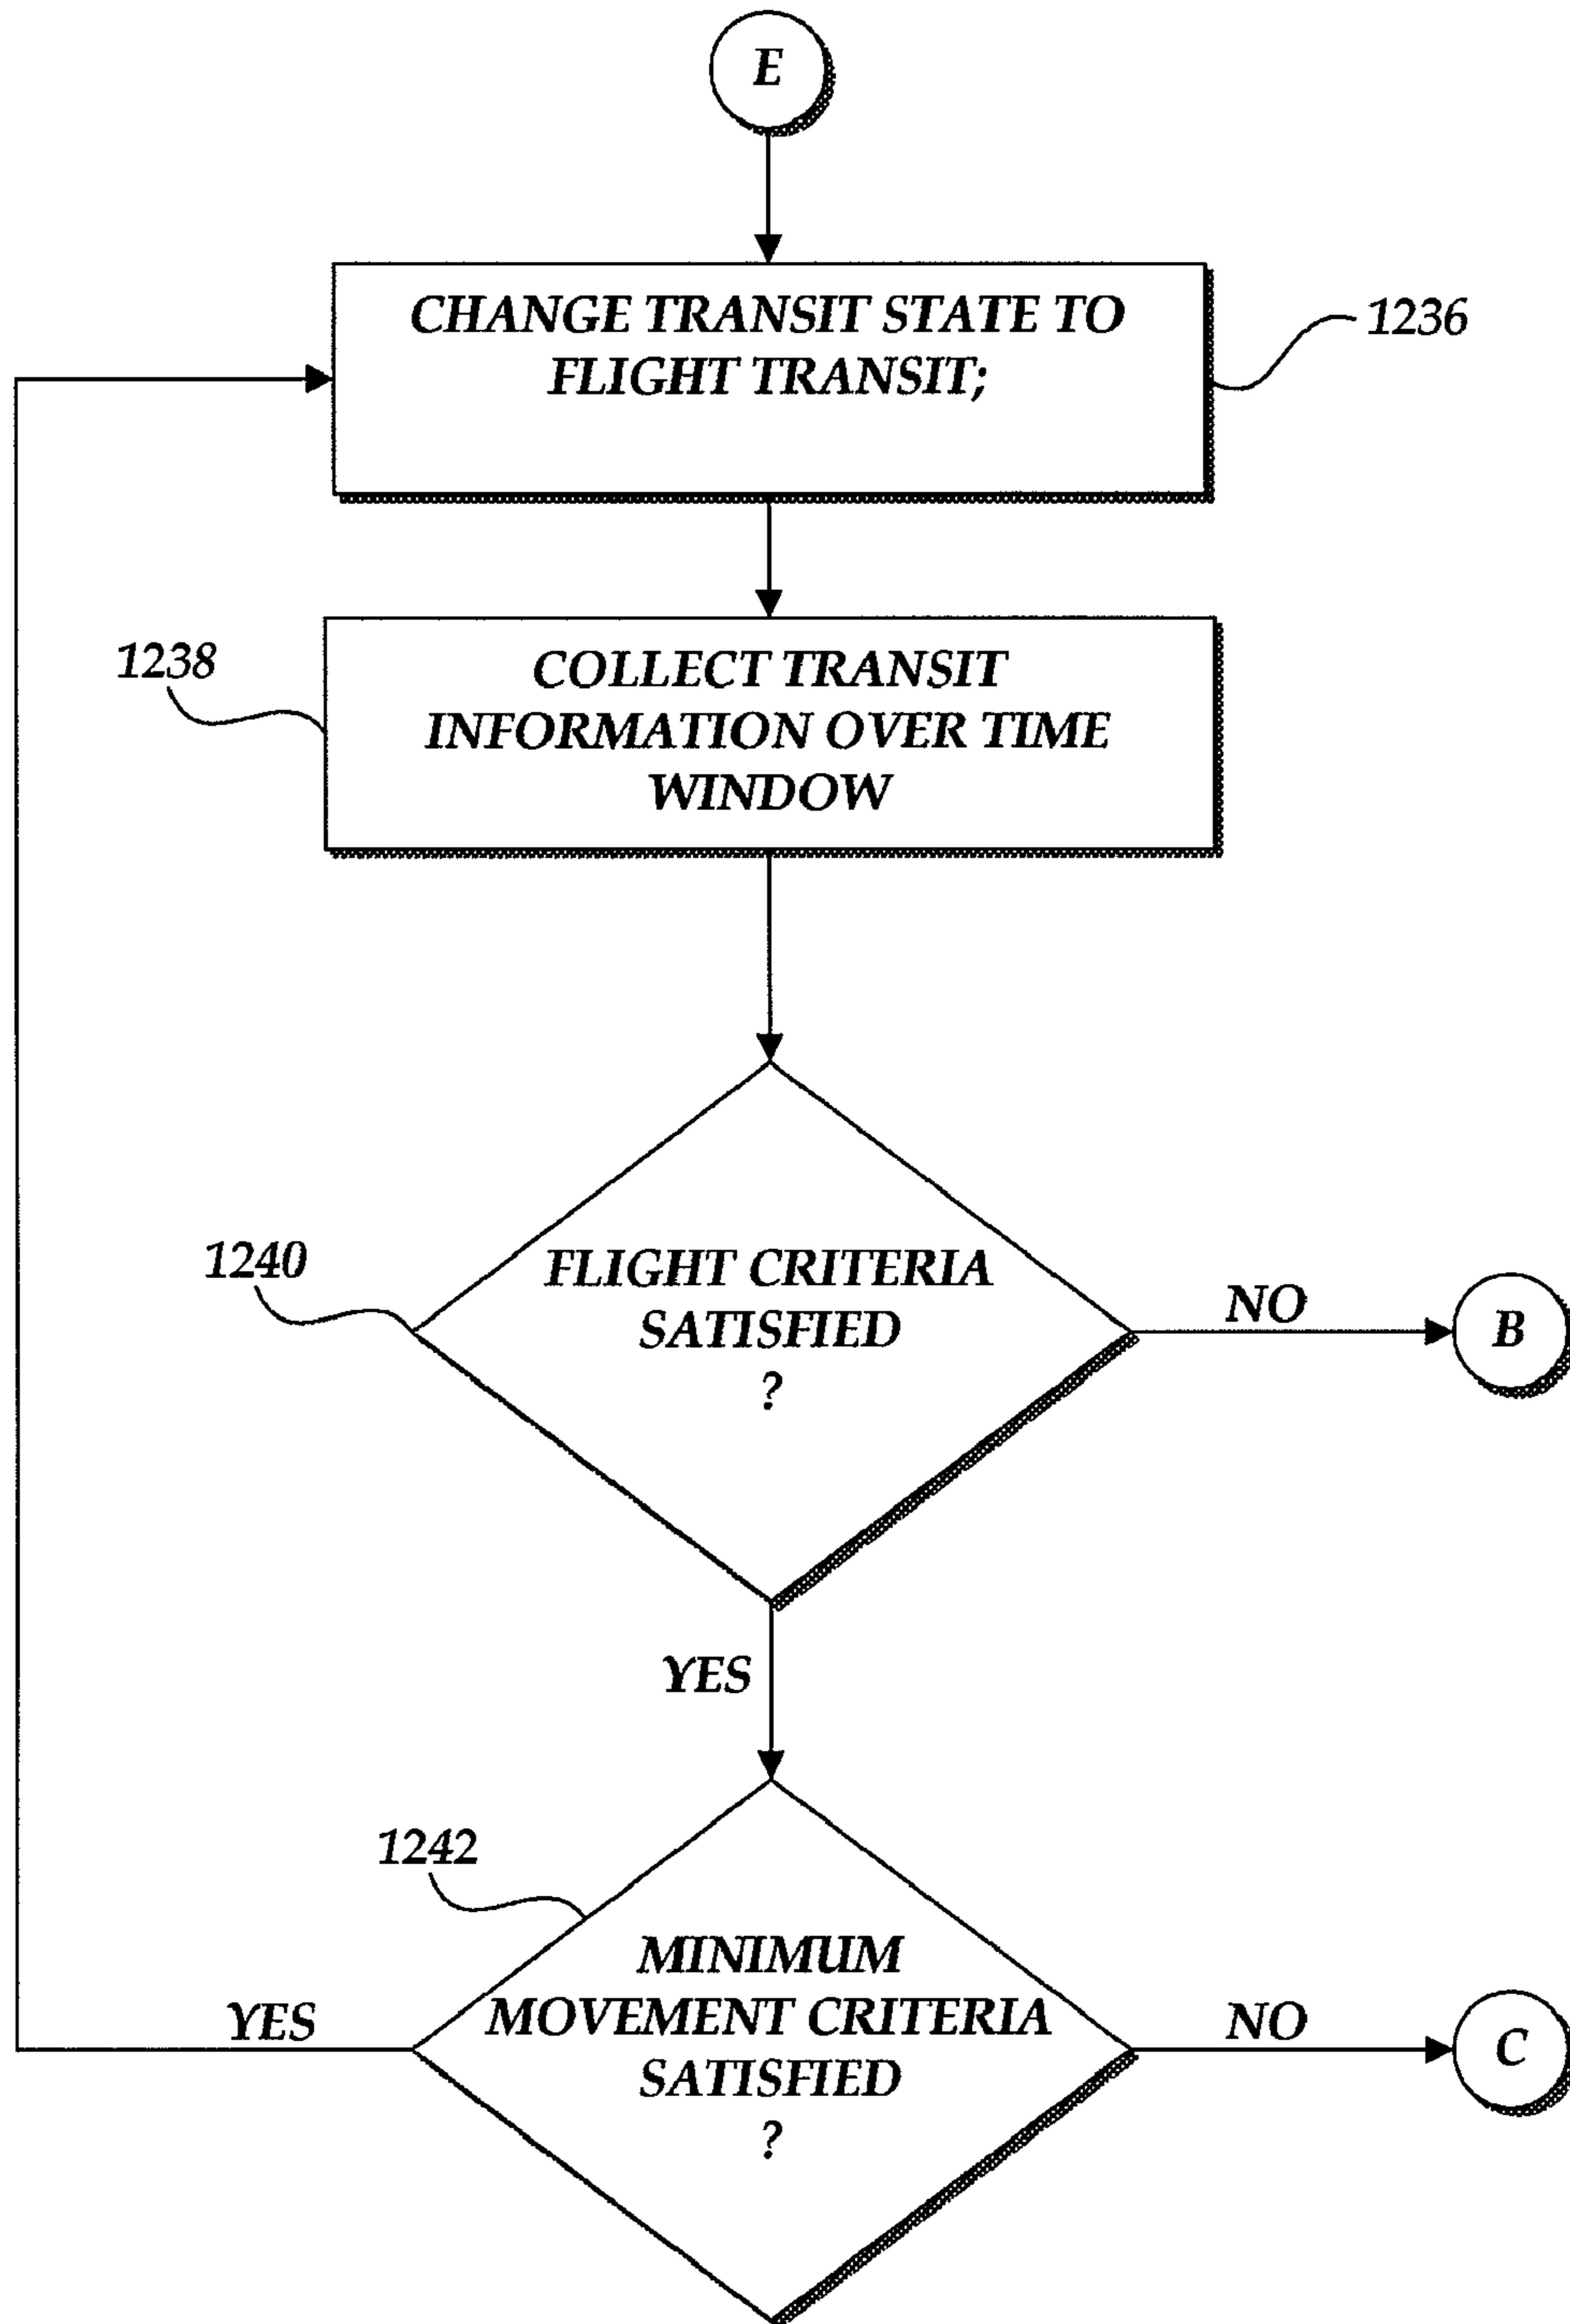 E
CHANGE TRANSIT STATE TO
FLIGHT TRANSIT;
1236
1238
COLLECT TRANSIT
INFORMATION OVER TIME
WINDOW
1240
FLIGHT CRITERIA
SATISFIED
?
NO
B
YES
1242
MINIMUM
MOVEMENT CRITERIA
SATISFIED
?
YES
NO
C